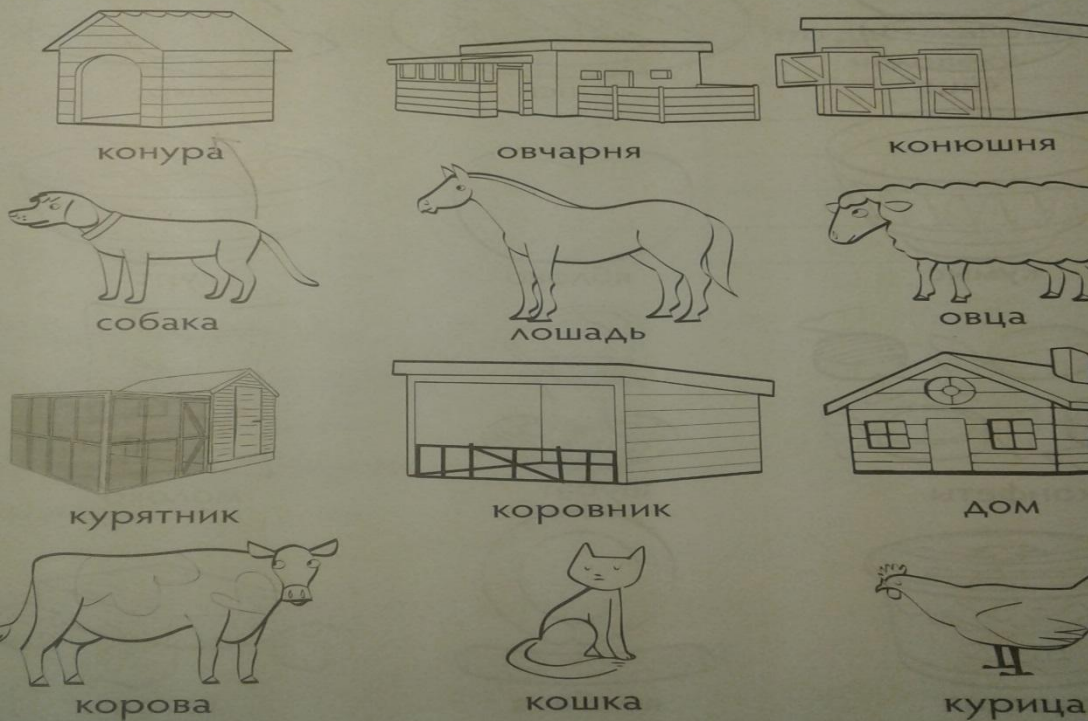 конура овчарня конюшня
собака лошадь овца
курятник коровник дом
корова кошка курица